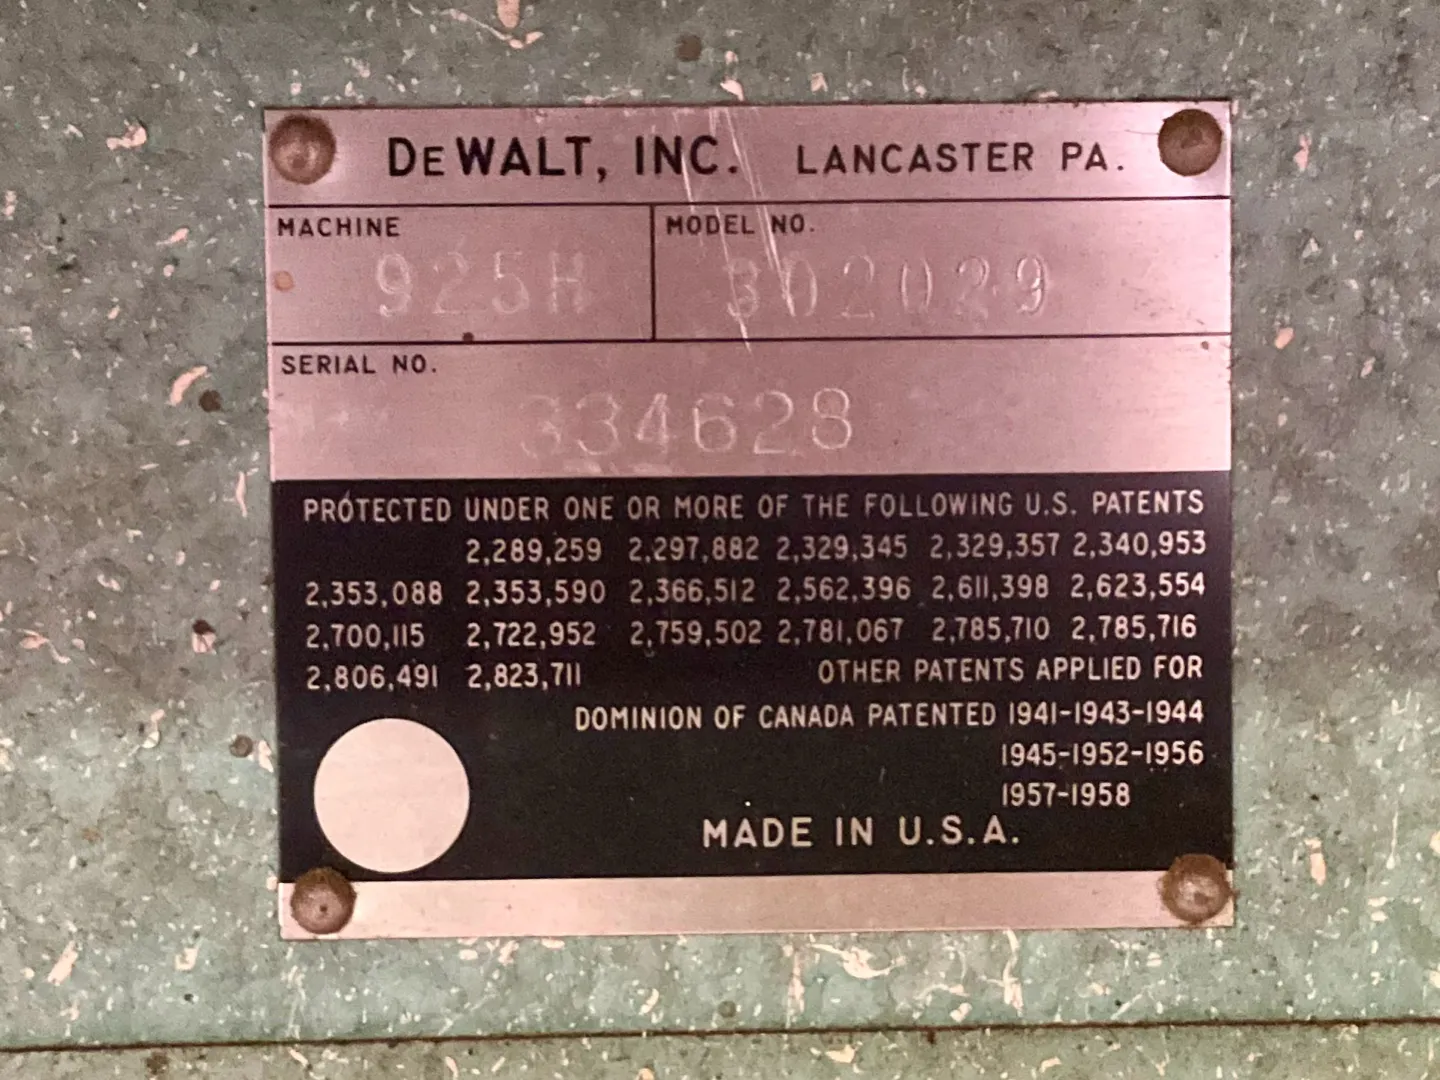 DEWALT, INC. LANCASTER PA.
MACHINE MODEL NO.
925H 302029
SERIAL NO.
334628
PROTECTED UNDER ONE OR MORE OF THE FOLLOWING U.S. PATENTS
2,289,259 2,297,882 2,329,345 2,329,357 2,340,953
2,353,088 2,353,590 2,366,512 2,562,396 2,611,398 2,623,554
2,700,115 2,722,952 2,759,502 2,781,067 2,785,710 2,785,716
2,806,491 2,823,711 OTHER PATENTS APPLIED FOR
DOMINION OF CANADA PATENTED 1941-1943-1944
1945-1952-1956
1957-1958
MADE IN U.S.A.